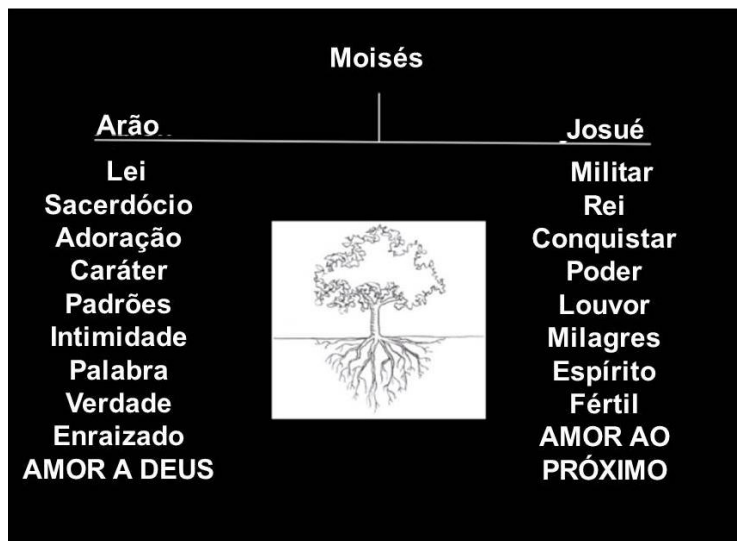 Moisés
Arão
Lei
Sacerdócio
Adoração
Caráter
Padrões
Intimidade
Palabra
Verdade
Enraizado
AMOR A DEUS
Josué
Militar
Rei
Conquistar
Poder
Louvor
Milagres
Espírito
Fértil
AMOR AO
PRÓXIMO